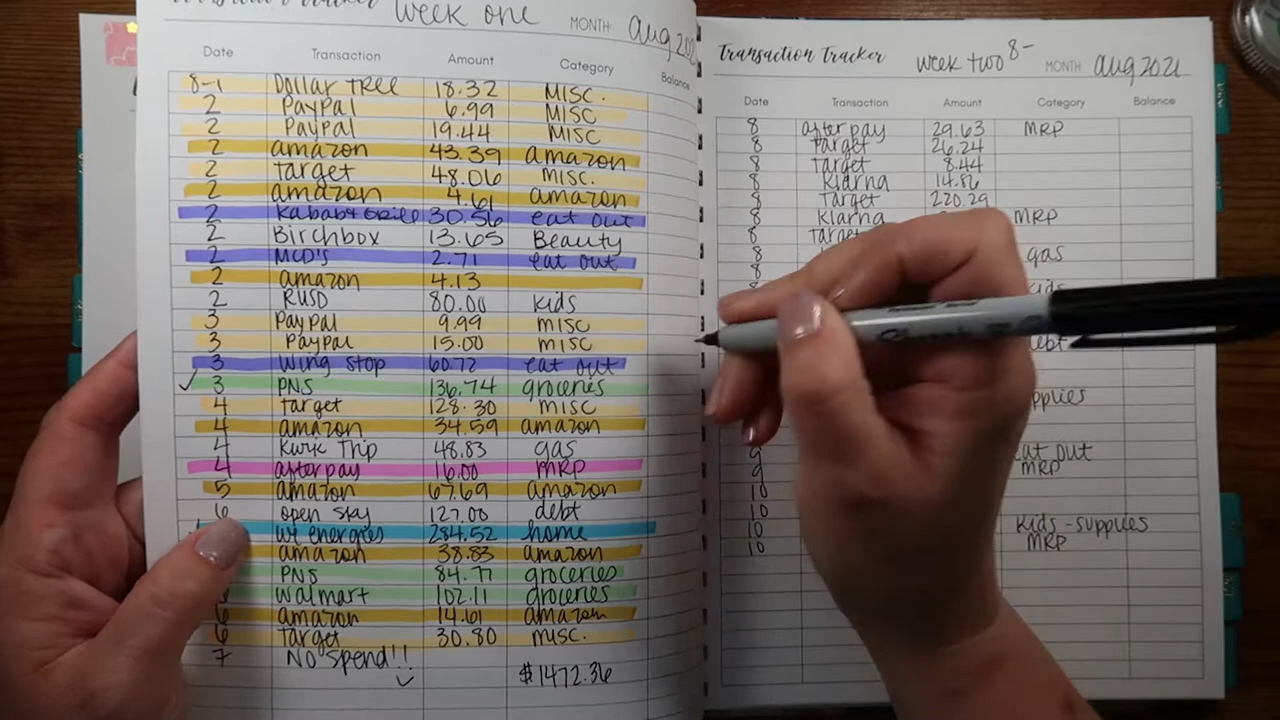 week one MONTH: Aug 202
Date Transaction Amount Category Balance
8-1 Dollar Tree 18.32 MISC.
2 PayPal 6.99 MISC
2 PayPal 19.44 MISC
2 amazon 43.39 amazon
2 target 48.06 misc.
2 amazon 4.61 amazon
2 Kabab+Grill 30.56 eat out
2 Birchbox 13.65 Beauty
2 MCD's 2.71 eat out
2 amazon 4.13
2 RUSD 80.00 kids
3 PayPal 9.99 misc
3 Paypal 15.00 misc
3 Wing stop 60.72 eat out
✓ 3 PNS 136.74 groceries
4 target 128.30 misc
4 amazon 34.59 amazon
4 Kwik Trip 48.83 gas
4 afterpay 16.00 MRP
5 amazon 67.69 amazon
6 open sky 127.00 debt
we energies 284.52 home
amazon 38.83 amazon
PNS 84.77 groceries
walmart 102.11 groceries
6 amazon 14.61 amazon
6 target 30.80 misc.
7 No spend!!
$1472.36
Transaction Tracker week two 8- MONTH Aug 2021
Date Transaction Amount Category Balance
8 afterpay 29.63 MRP
8 target 26.24
8 target 8.44
8 Klarna 14.56
8 Target 220.29
8 Klarna MRP
8 Target
8 gas
8
8 kids
debt
pplies
9 eat out
9 MRP
10
10
10 Kids-supplies
10 MRP